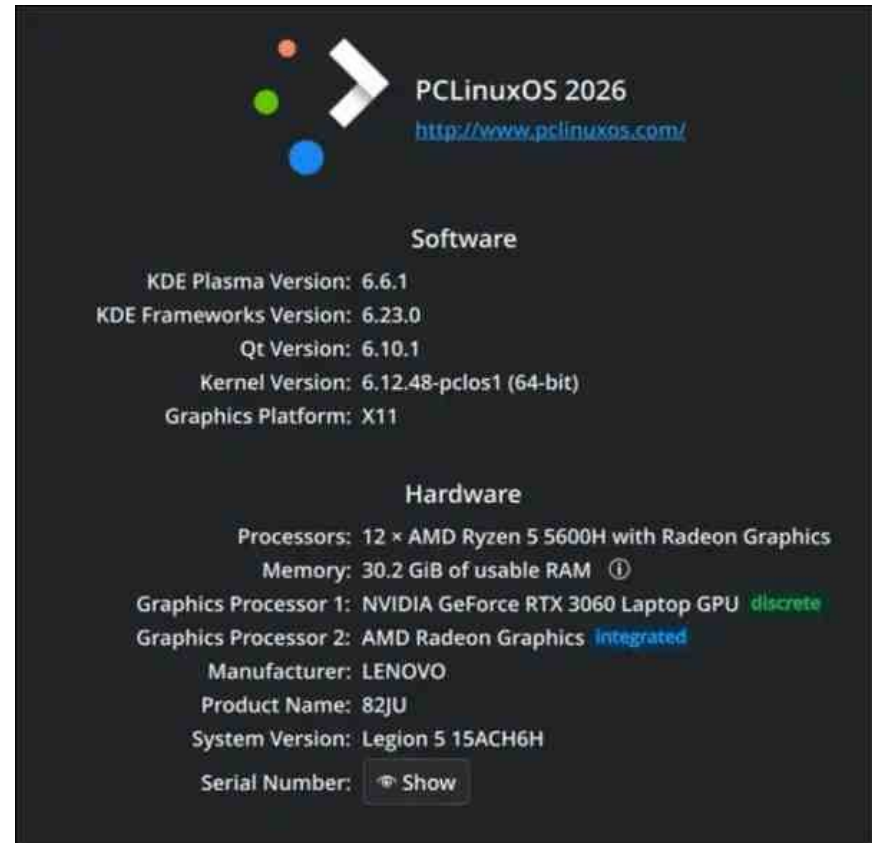 PCLinuxOS 2026
http://www.pclinuxos.com/
Software
KDE Plasma Version: 6.6.1
KDE Frameworks Version: 6.23.0
Qt Version: 6.10.1
Kernel Version: 6.12.48-pclos1 (64-bit)
Graphics Platform: X11
Hardware
Processors: 12 × AMD Ryzen 5 5600H with Radeon Graphics
Memory: 30.2 GiB of usable RAM
Graphics Processor 1: NVIDIA GeForce RTX 3060 Laptop GPU discrete
Graphics Processor 2: AMD Radeon Graphics integrated
Manufacturer: LENOVO
Product Name: 82JU
System Version: Legion 5 15ACH6H
Serial Number: Show